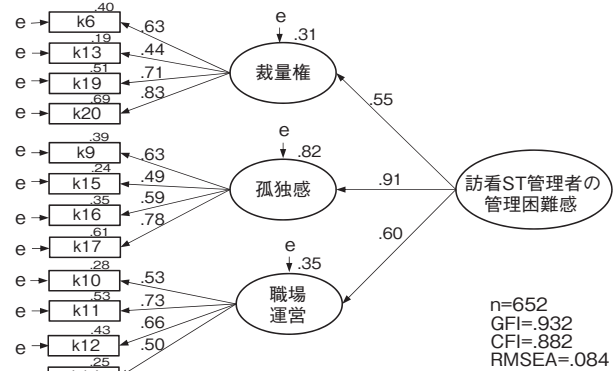 .40
e
k6
.63
.19
e
k13
.44
.51
e
k19
.71
.69
e
k20
.83
e
.31
裁量権
.55
.39
e
k9
.63
.24
e
k15
.49
.35
e
k16
.59
.61
e
k17
.78
e
.82
孤独感
.91
訪看ST管理者の
管理困難感
.28
e
k10
.53
.53
e
k11
.73
.43
e
k12
.66
.25
.50
e
.35
職場
運営
.60
n=652
GFI=.932
CFI=.882
RMSEA=.084